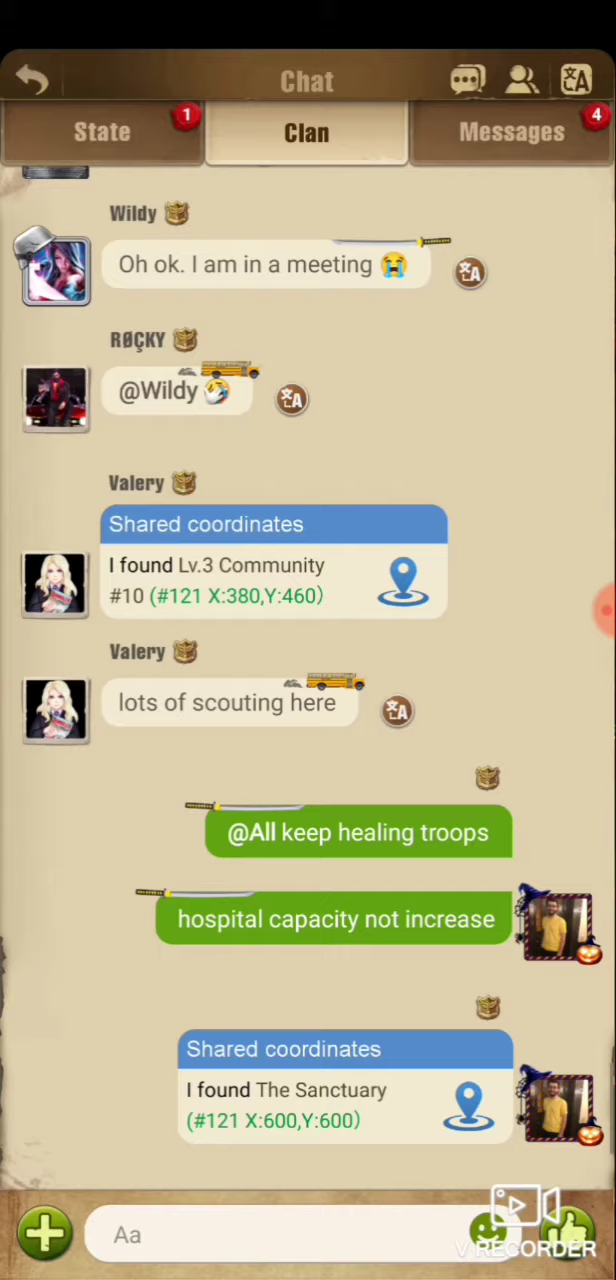 Chat
State
1
Clan
Messages
4
Wildy
Oh ok. I am in a meeting 😭
RØÇKY
@Wildy 🤣
Valery
Shared coordinates
I found Lv.3 Community
#10 (#121 X:380,Y:460)
Valery
lots of scouting here
@All keep healing troops
hospital capacity not increase
Shared coordinates
I found The Sanctuary
(#121 X:600,Y:600)
Aa
V RECORDER